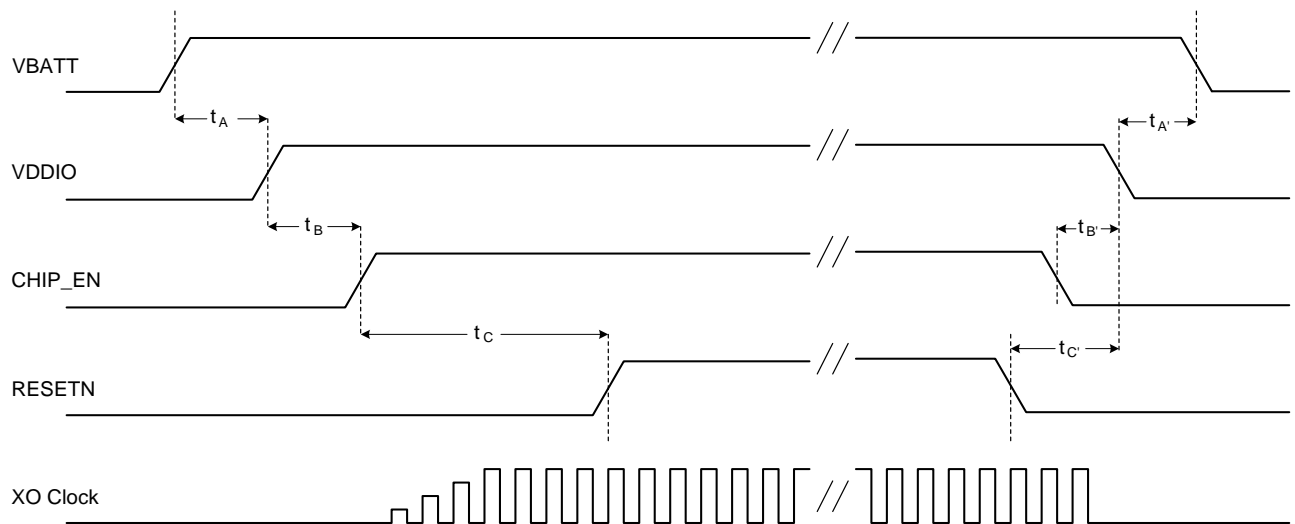 VBATT
tA
tA'
VDDIO
tB
tB'
CHIP_EN
tC
tC'
RESETN
XO Clock